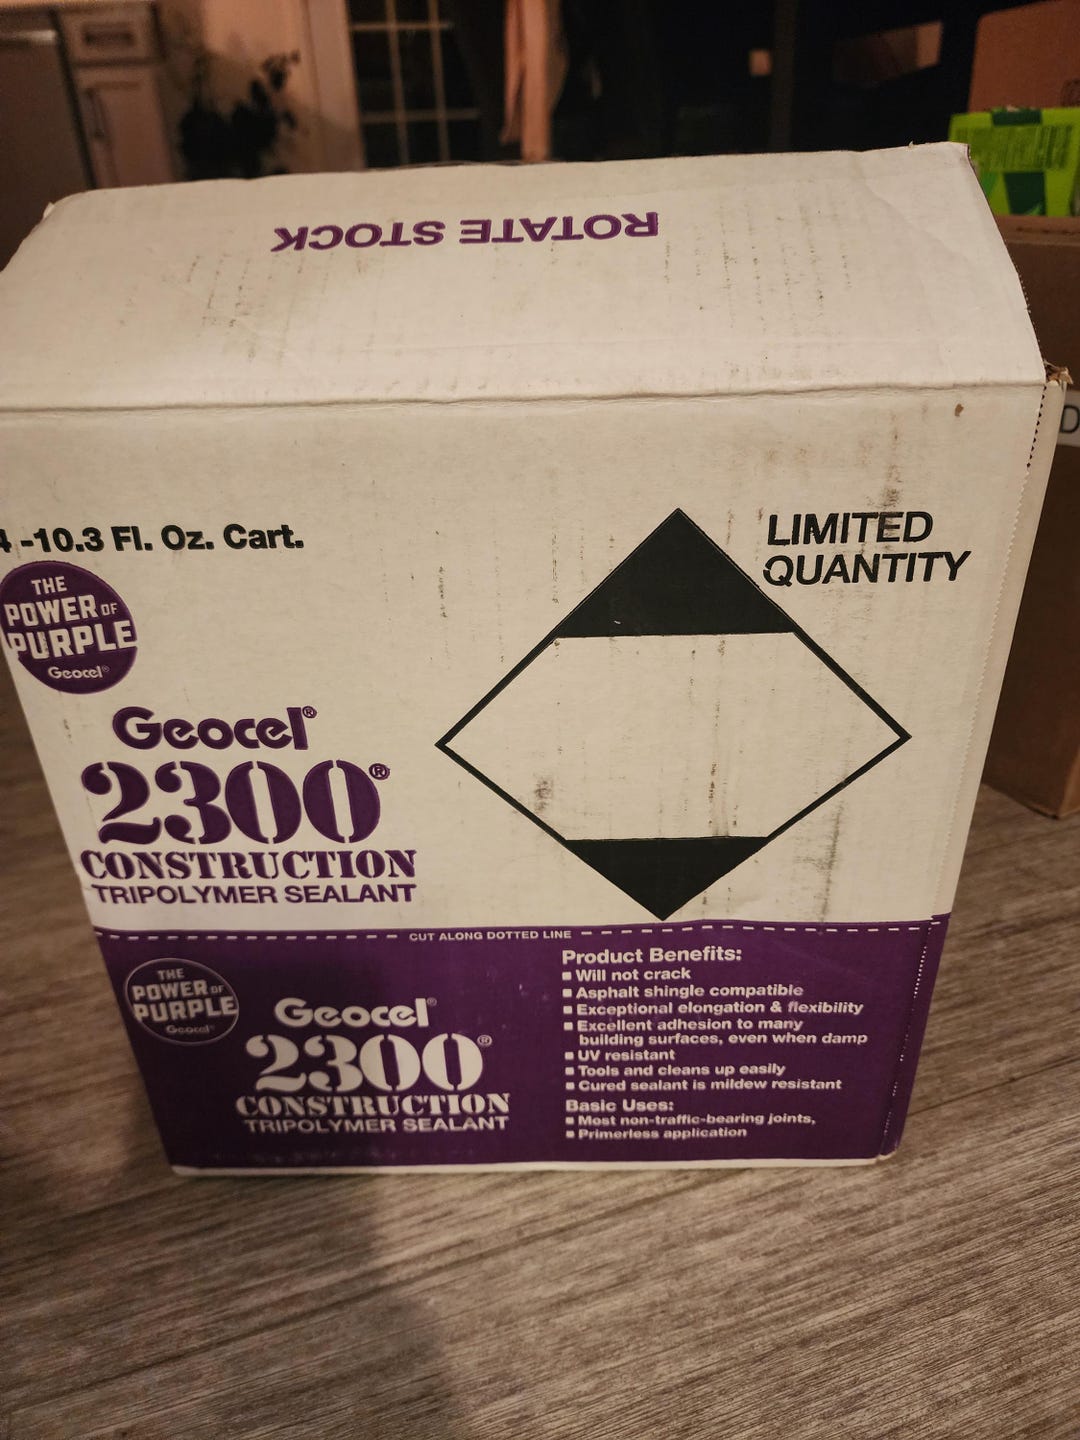 ROTATE STOCK
4 -10.3 Fl. Oz. Cart.
LIMITED
QUANTITY
THE
POWER OF
PURPLE
Geocel®
Geocel®
2300®
CONSTRUCTION
TRIPOLYMER SEALANT
CUT ALONG DOTTED LINE
THE
POWER OF
PURPLE
Geocel®
Geocel®
2300®
CONSTRUCTION
TRIPOLYMER SEALANT
Product Benefits:
▪ Will not crack
▪ Asphalt shingle compatible
▪ Exceptional elongation & flexibility
▪ Excellent adhesion to many
building surfaces, even when damp
▪ UV resistant
▪ Tools and cleans up easily
▪ Cured sealant is mildew resistant
Basic Uses:
▪ Most non-traffic-bearing joints,
▪ Primerless application
D